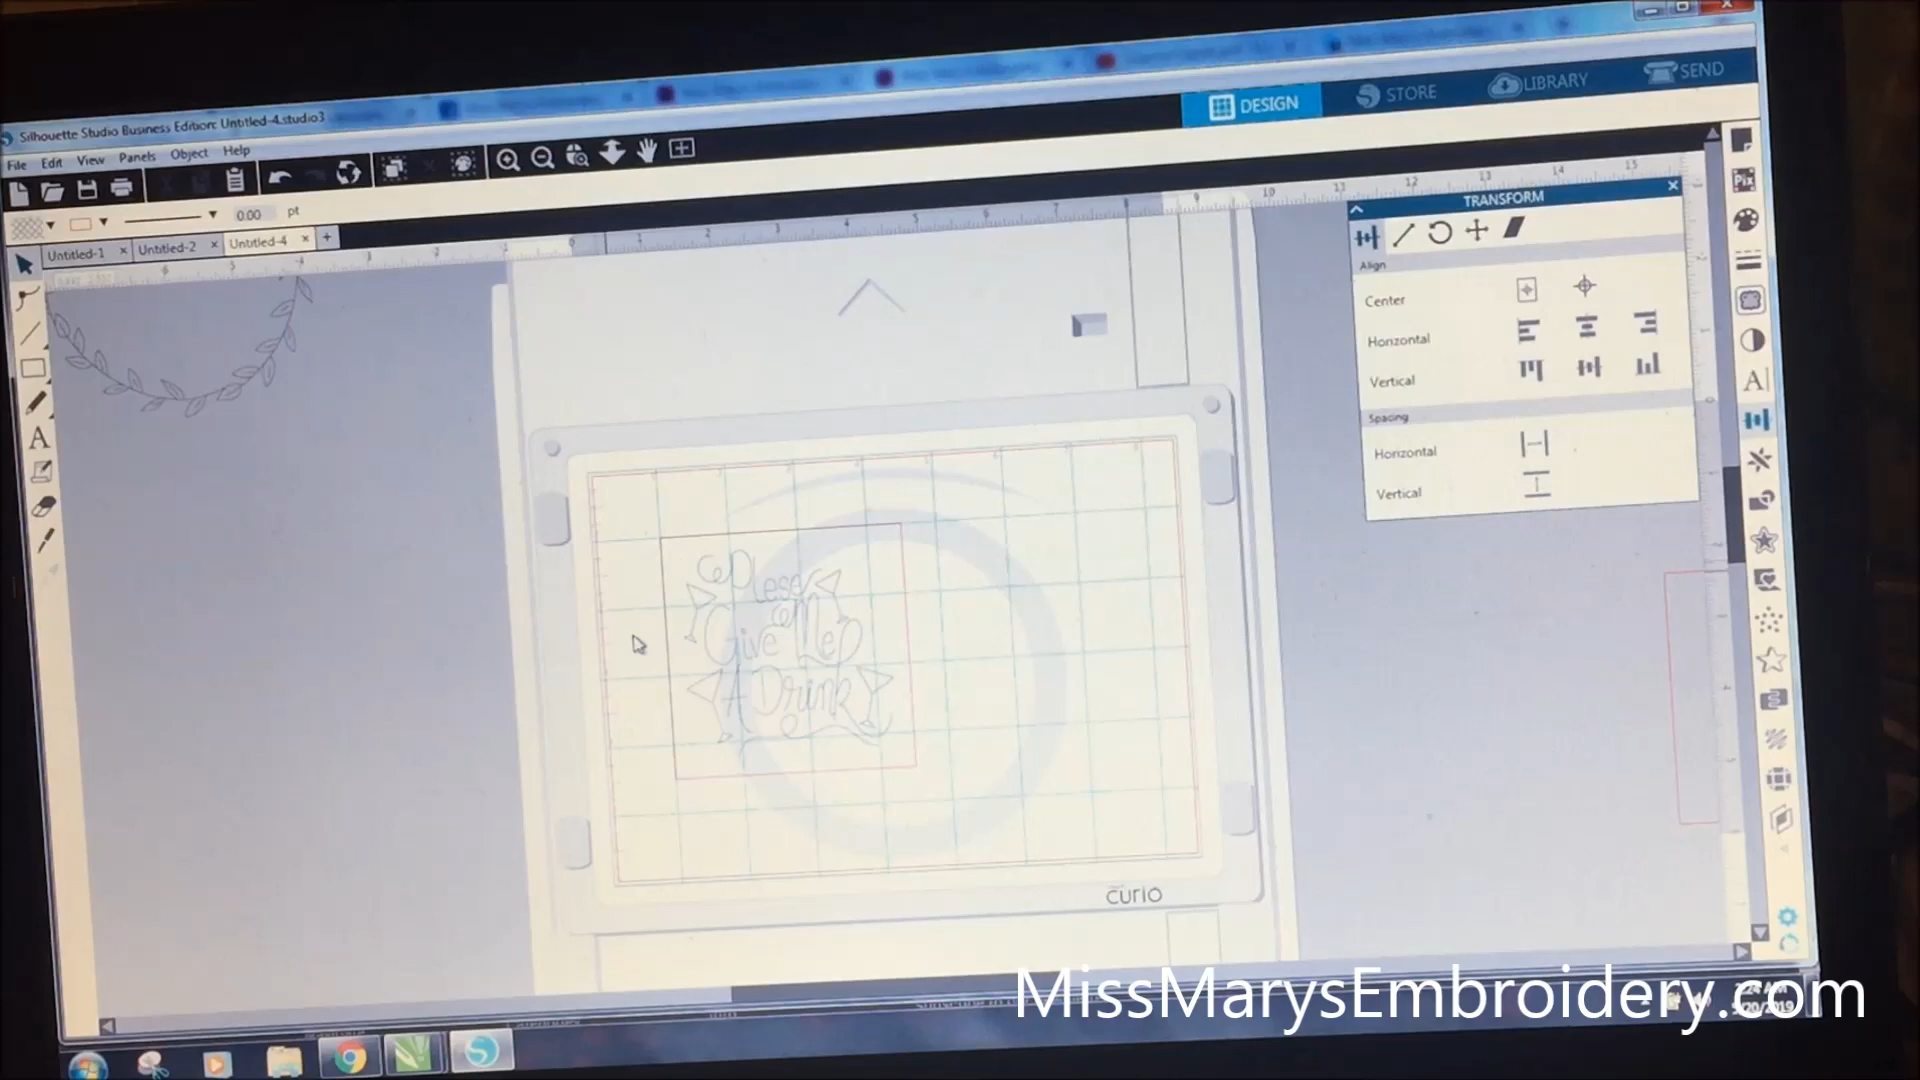 Silhouette Studio Business Edition: Untitled-4.studio3
DESIGN
STORE
LIBRARY
SEND
File Edit View Panels Object Help
0.00 pt
Untitled-1
Untitled-2
Untitled-4
TRANSFORM
Align
Center
Horizontal
Vertical
Spacing
Horizontal
Vertical
Pix
Give Me
A Drink
curio
MissMarysEmbroidery.com